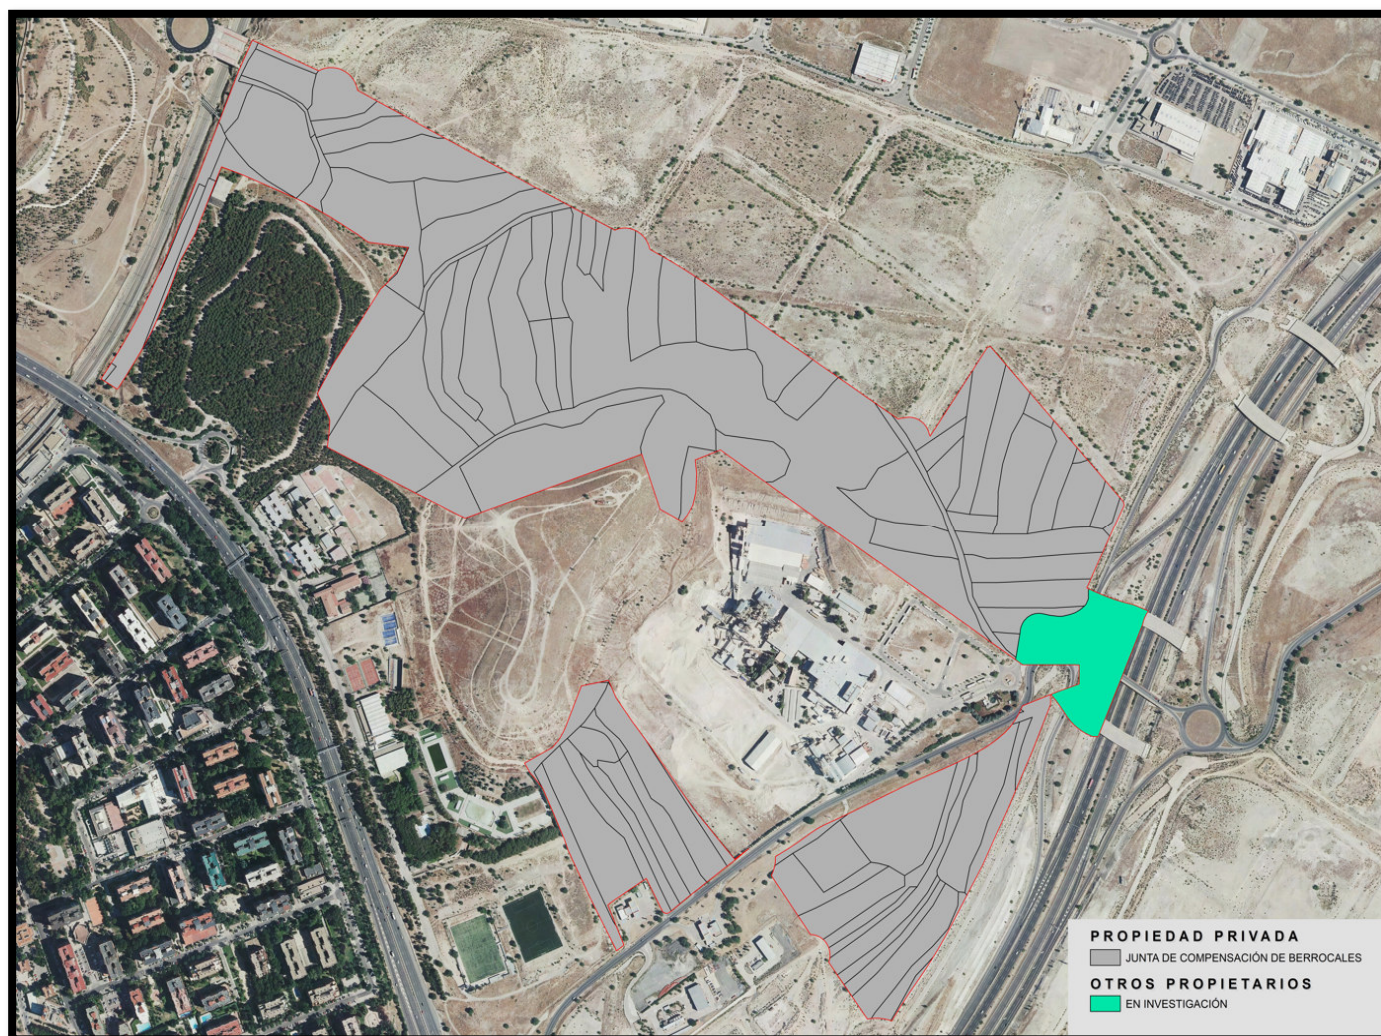 PROPIEDAD PRIVADA
JUNTA DE COMPENSACIÓN DE BERROCALES
OTROS PROPIETARIOS
EN INVESTIGACIÓN